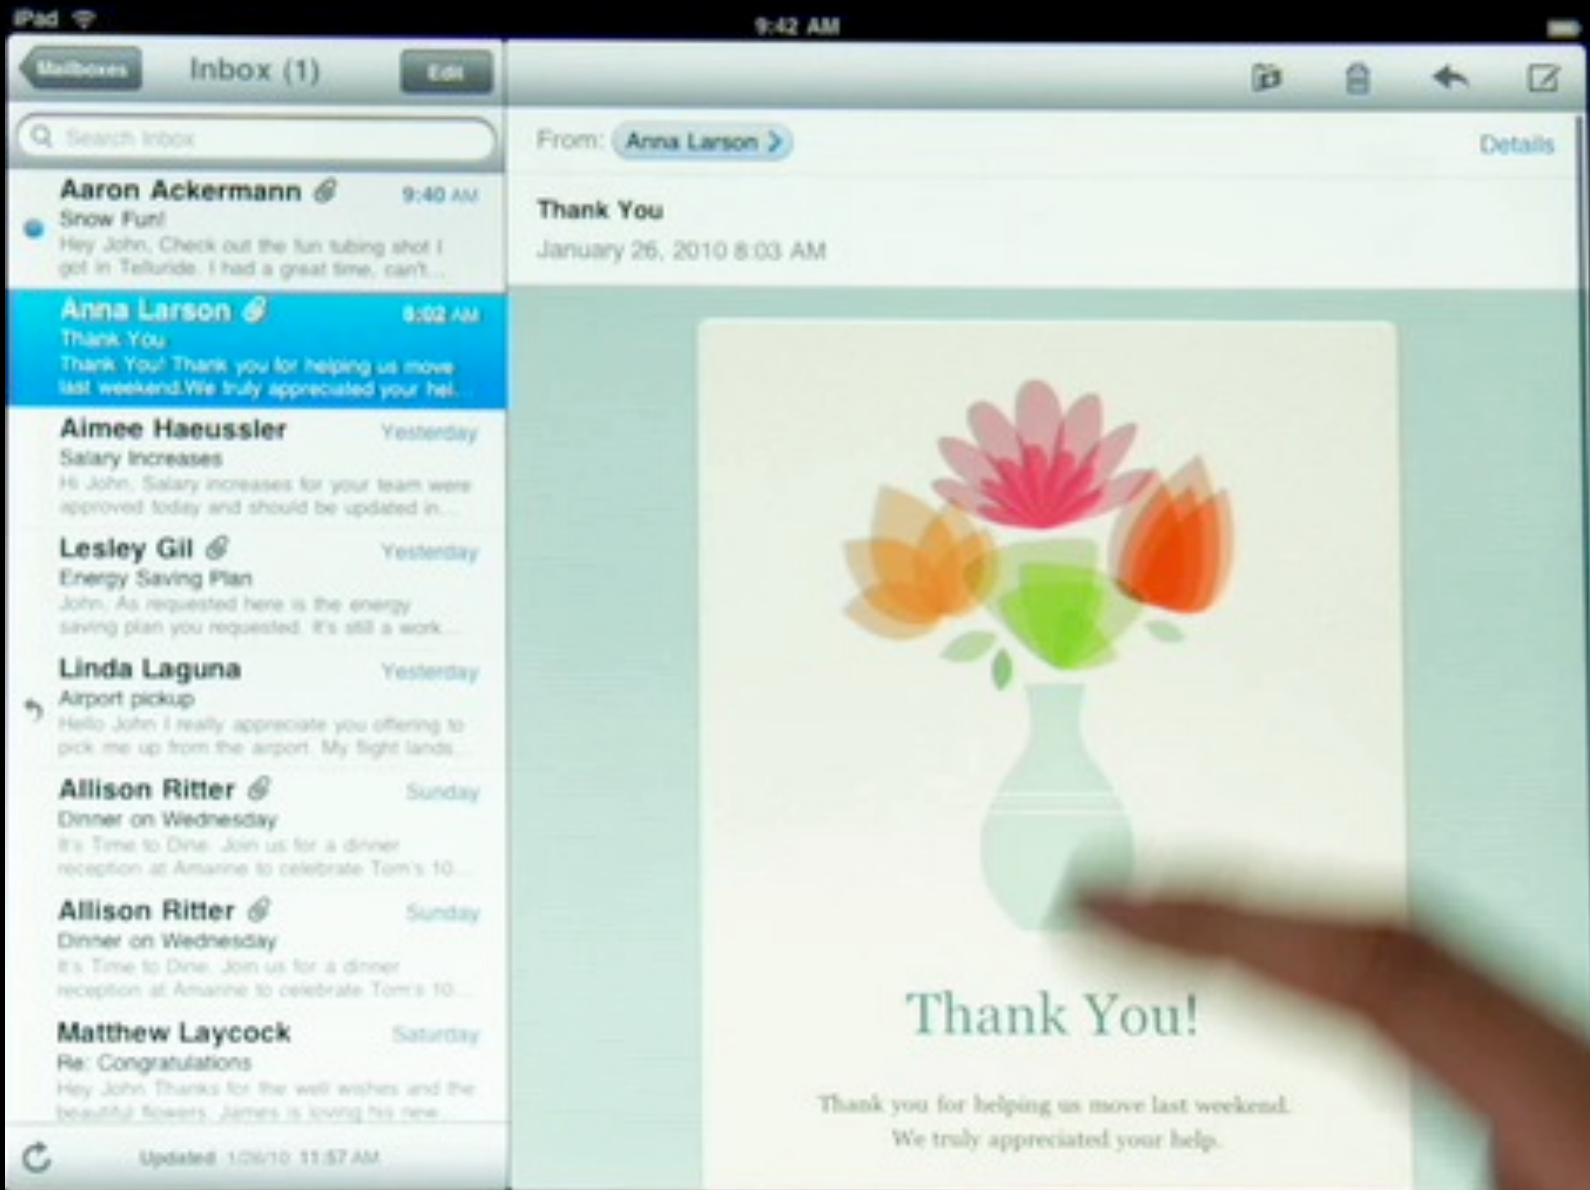 iPad
9:42 AM
Mailboxes
Inbox (1)
Edit
Search Inbox
Aaron Ackermann
9:40 AM
Snow Fun!
Hey John, Check out the fun tubing shot I
got in Telluride. I had a great time, can't...
Anna Larson
8:02 AM
Thank You
Thank You! Thank you for helping us move
last weekend.We truly appreciated your hel...
Aimee Haeussler
Yesterday
Salary Increases
Hi John, Salary increases for your team were
approved today and should be updated in...
Lesley Gil
Yesterday
Energy Saving Plan
John, As requested here is the energy
saving plan you requested. It's still a work...
Linda Laguna
Yesterday
Airport pickup
Hello John I really appreciate you offering to
pick me up from the airport. My flight lands...
Allison Ritter
Sunday
Dinner on Wednesday
It's Time to Dine. Join us for a dinner
reception at Amarine to celebrate Tom's 10...
Allison Ritter
Sunday
Dinner on Wednesday
It's Time to Dine. Join us for a dinner
reception at Amarine to celebrate Tom's 10...
Matthew Laycock
Saturday
Re: Congratulations
Hey John Thanks for the well wishes and the
beautiful flowers. James is loving his new...
Updated 1/26/10 11:57 AM
From: Anna Larson
Details
Thank You
January 26, 2010 8:03 AM
Thank You!
Thank you for helping us move last weekend.
We truly appreciated your help.